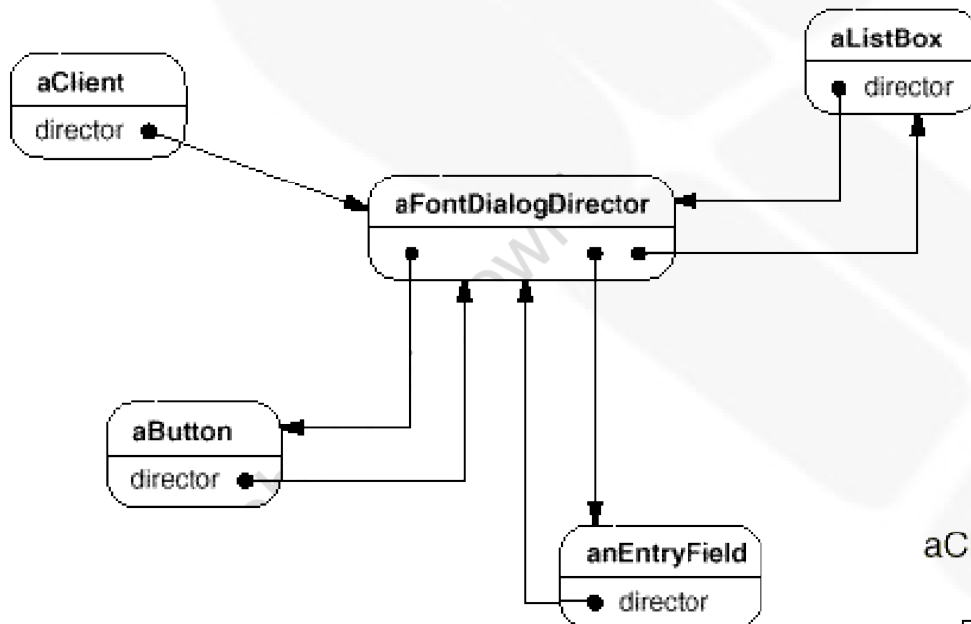 aListBox
director
aClient
director
aFontDialogDirector
aButton
director
anEntryField
director
aC